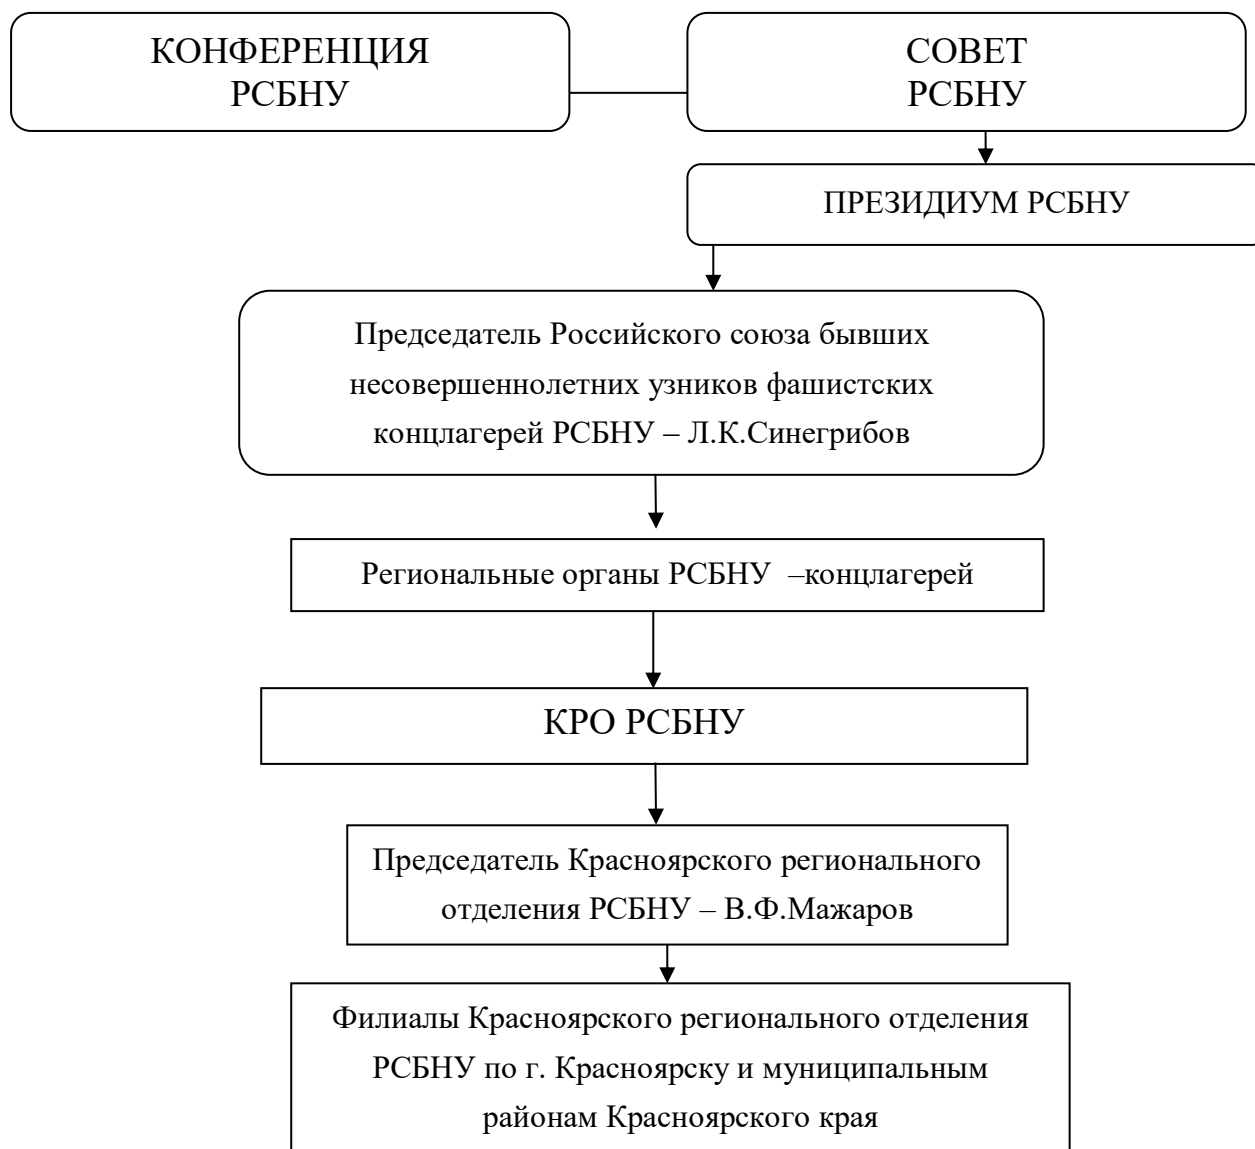 КОНФЕРЕНЦИЯ
РСБНУ
СОВЕТ
РСБНУ
ПРЕЗИДИУМ РСБНУ
Председатель Российского союза бывших
несовершеннолетних узников фашистских
концлагерей РСБНУ – Л.К.Синегрибов
Региональные органы РСБНУ –концлагерей
КРО РСБНУ
Председатель Красноярского регионального
отделения РСБНУ – В.Ф.Мажаров
Филиалы Красноярского регионального отделения
РСБНУ по г. Красноярску и муниципальным
районам Красноярского края